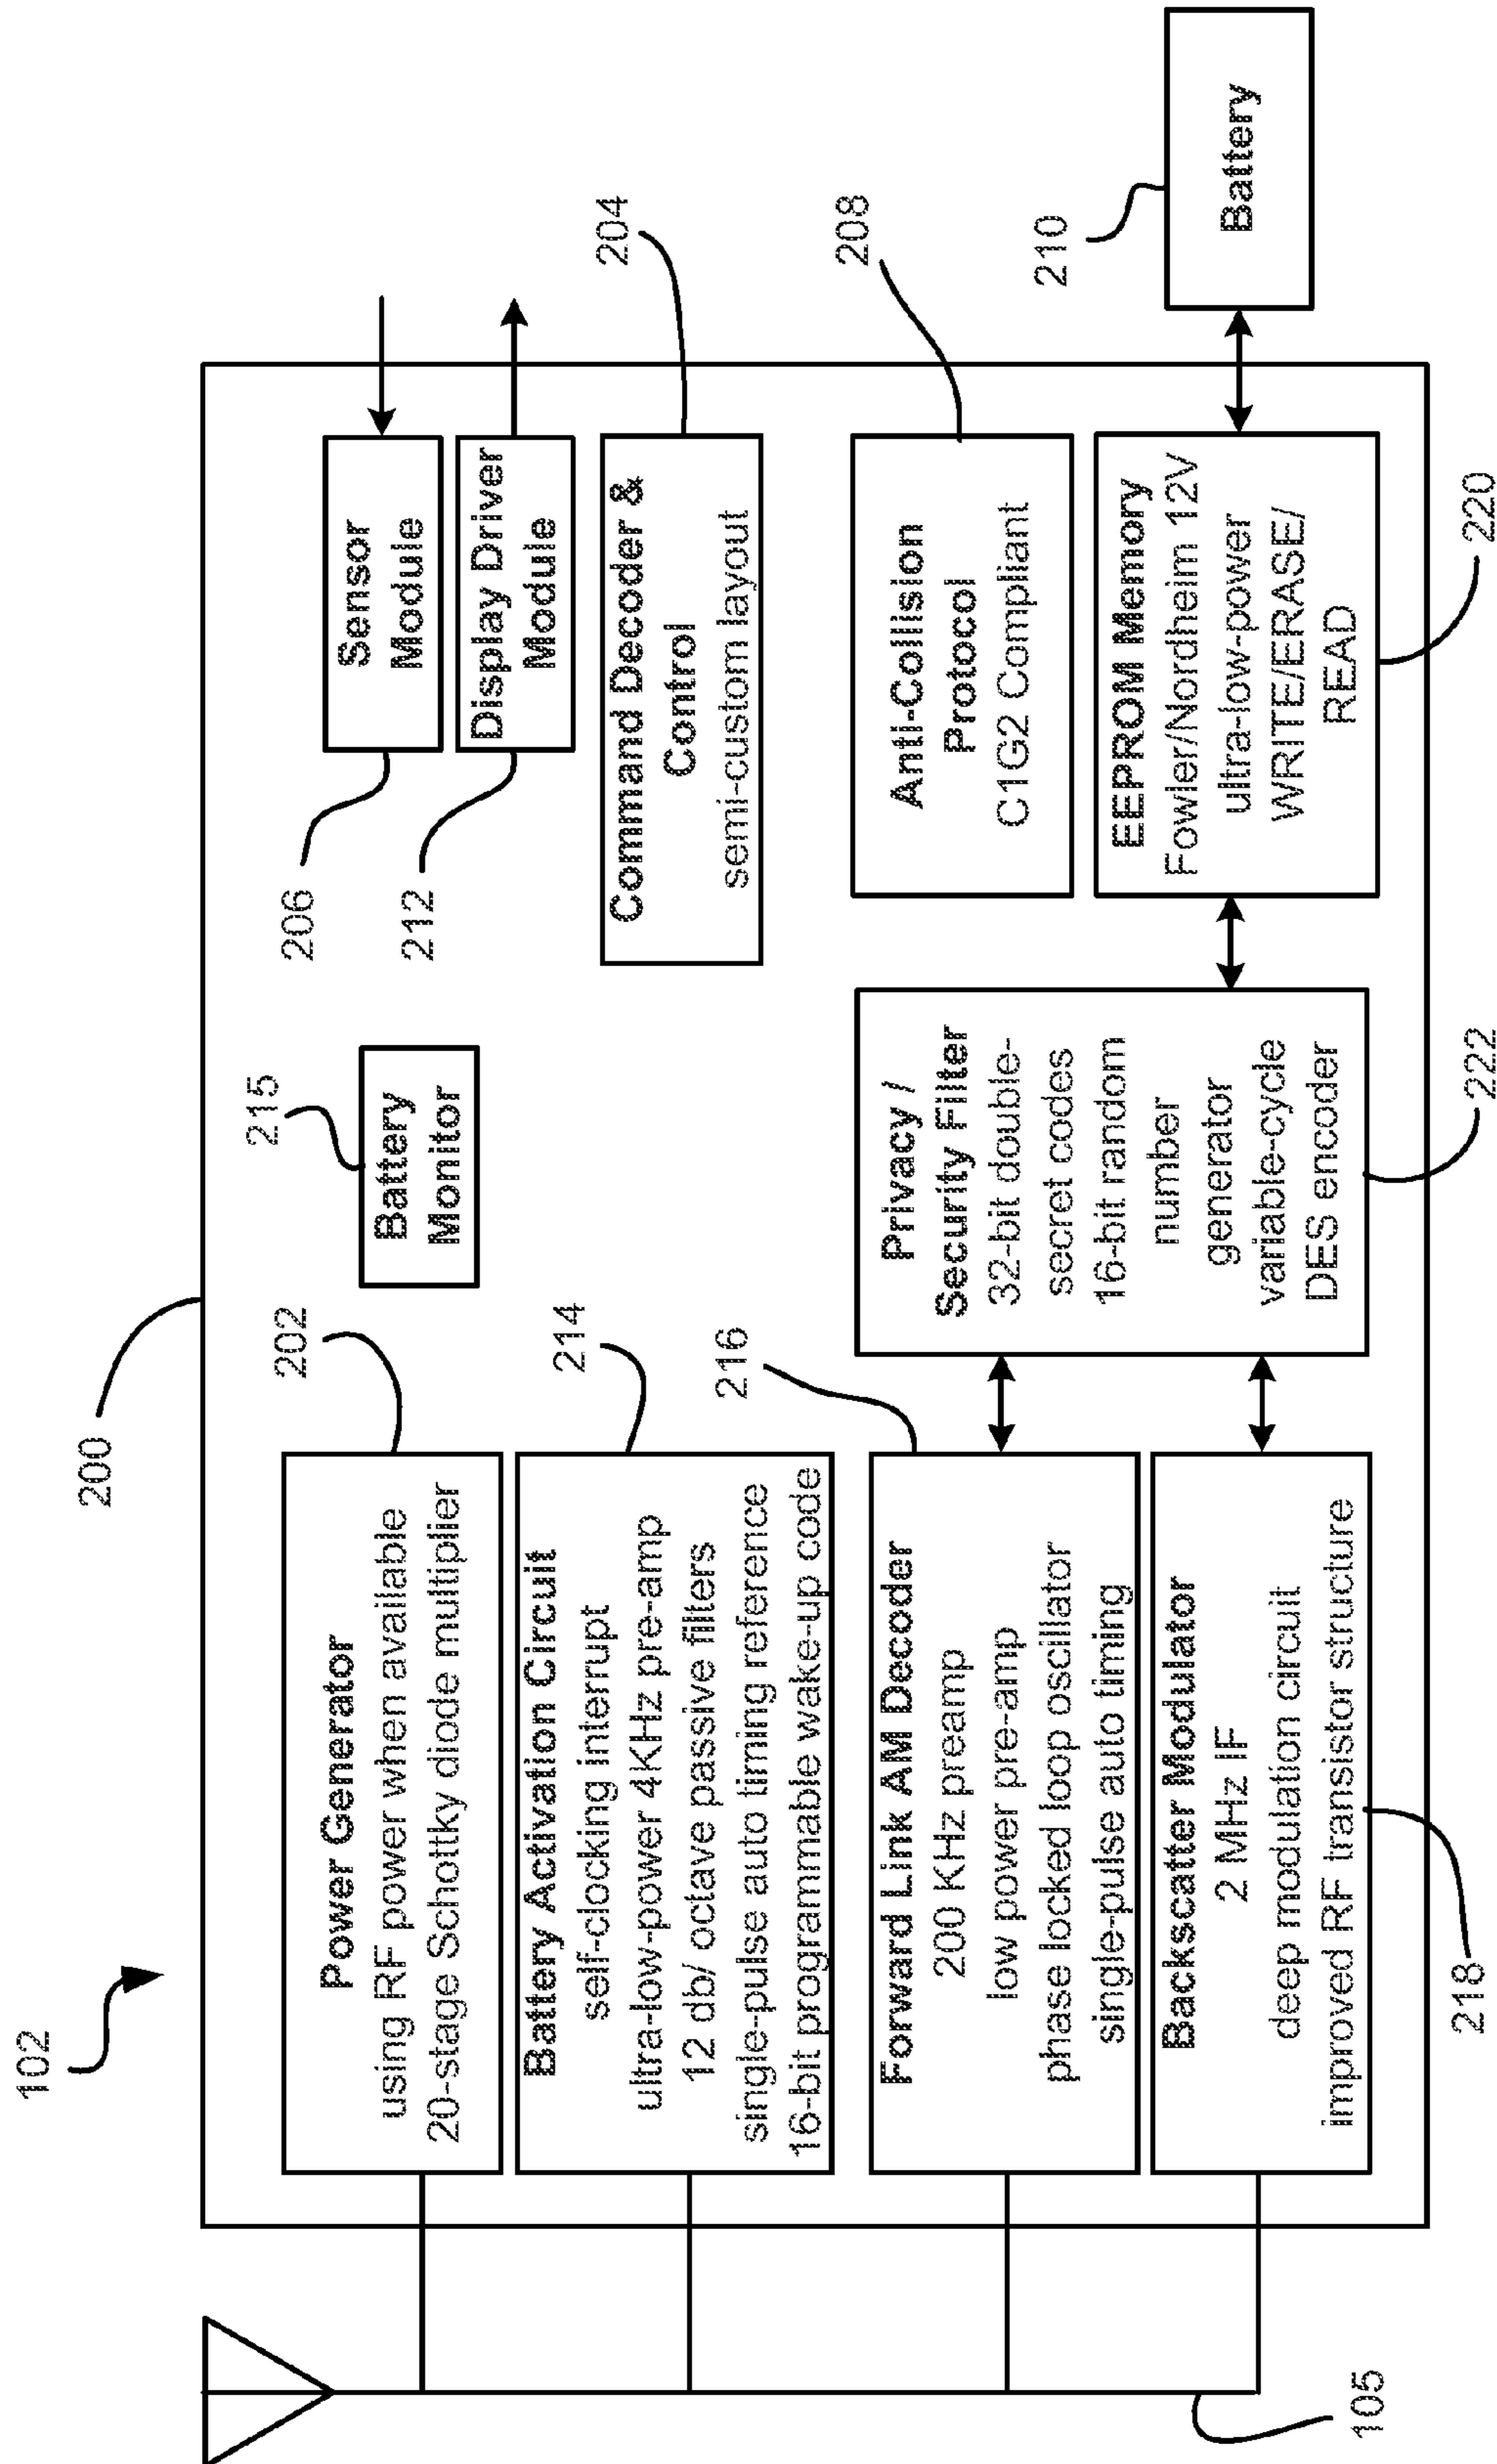 102
200
105
Power Generator
using RF power when available
20-stage Schottky diode multiplier
202
Battery Activation Circuit
self-clocking interrupt
ultra-low-power 4KHz pre-amp
12 db/ octave passive filters
single-pulse auto timing reference
16-bit programmable wake-up code
214
Forward Link AM Decoder
200 KHz preamp
low power pre-amp
phase locked loop oscillator
single-pulse auto timing
216
Backscatter Modulator
2 MHz IF
deep modulation circuit
improved RF transistor structure
218
215
Battery
Monitor
Privacy /
Security Filter
32-bit double-
secret codes
16-bit random
number
generator
variable-cycle
DES encoder
222
206
Sensor
Module
212
Display Driver
Module
Command Decoder &
Control
semi-custom layout
204
Anti-Collision
Protocol
C1G2 Compliant
208
EEPROM Memory
Fowler/Nordheim 12V
ultra-low-power
WRITE/ERASE/
READ
220
210
Battery